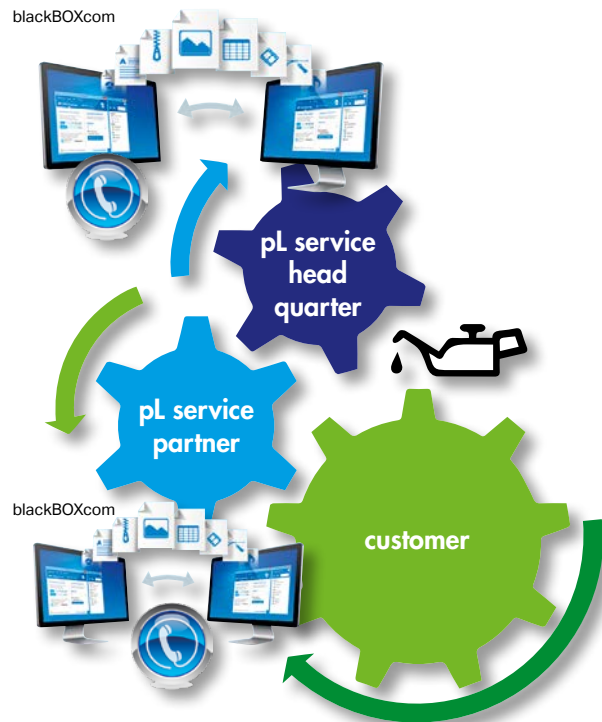 blackBOXcom
pL service
head
quarter
pL service
partner
blackBOXcom
customer